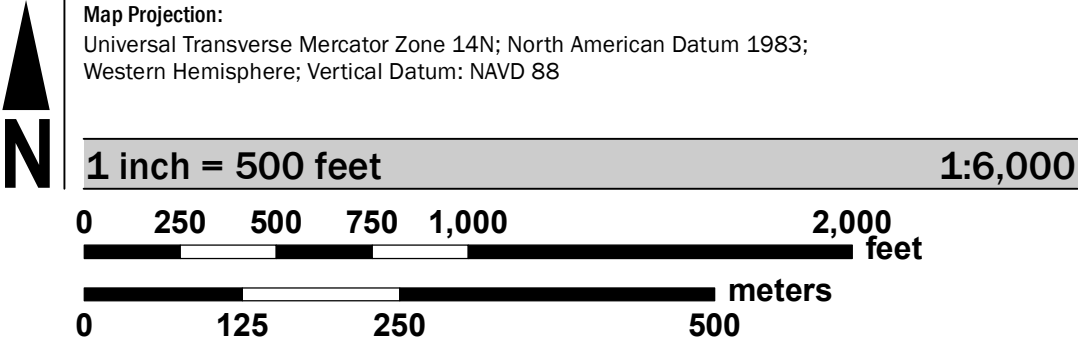 N
Map Projection:
Universal Transverse Mercator Zone 14N; North American Datum 1983;
Western Hemisphere; Vertical Datum: NAVD 88
1 inch = 500 feet 1:6,000
0 250 500 750 1,000 2,000
feet
meters
0 125 250 500